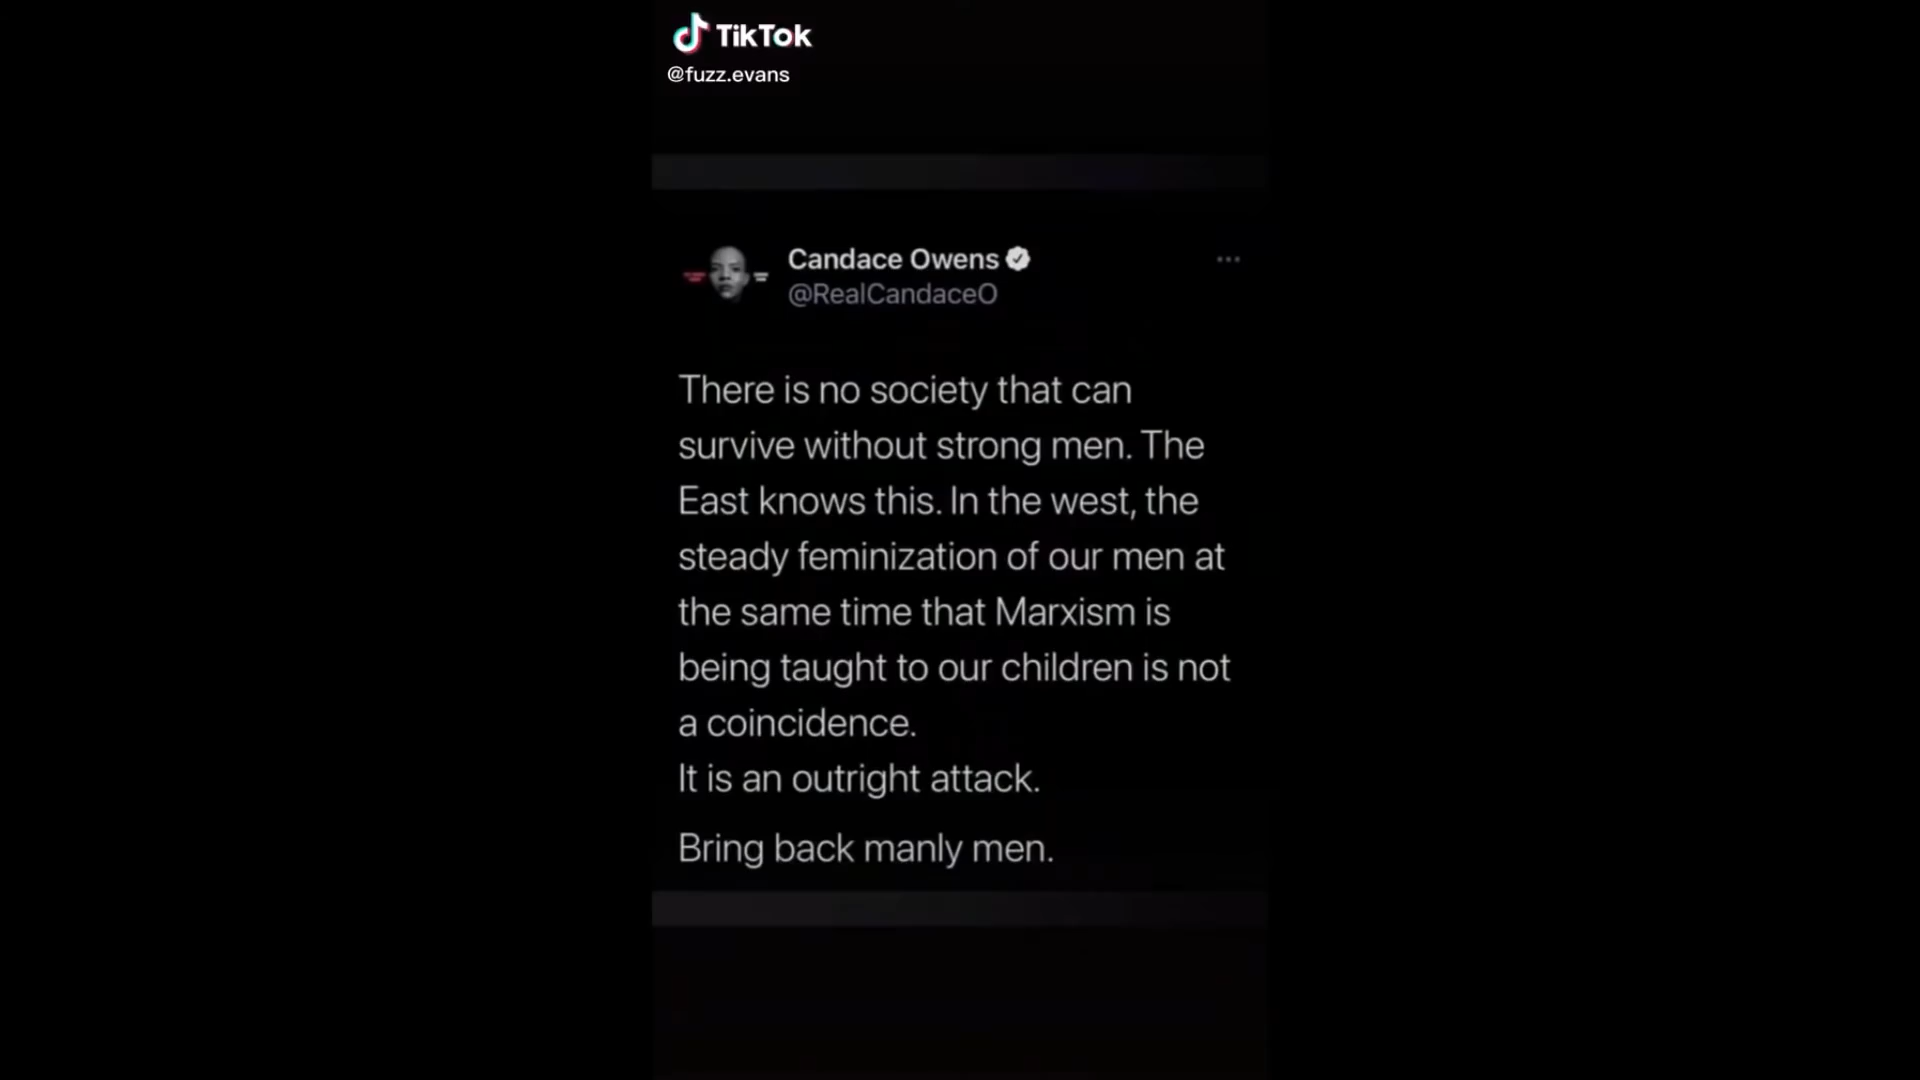 TikTok
@fuzz.evans
Candace Owens
@RealCandaceO
There is no society that can
survive without strong men. The
East knows this. In the west, the
steady feminization of our men at
the same time that Marxism is
being taught to our children is not
a coincidence.
It is an outright attack.
Bring back manly men.